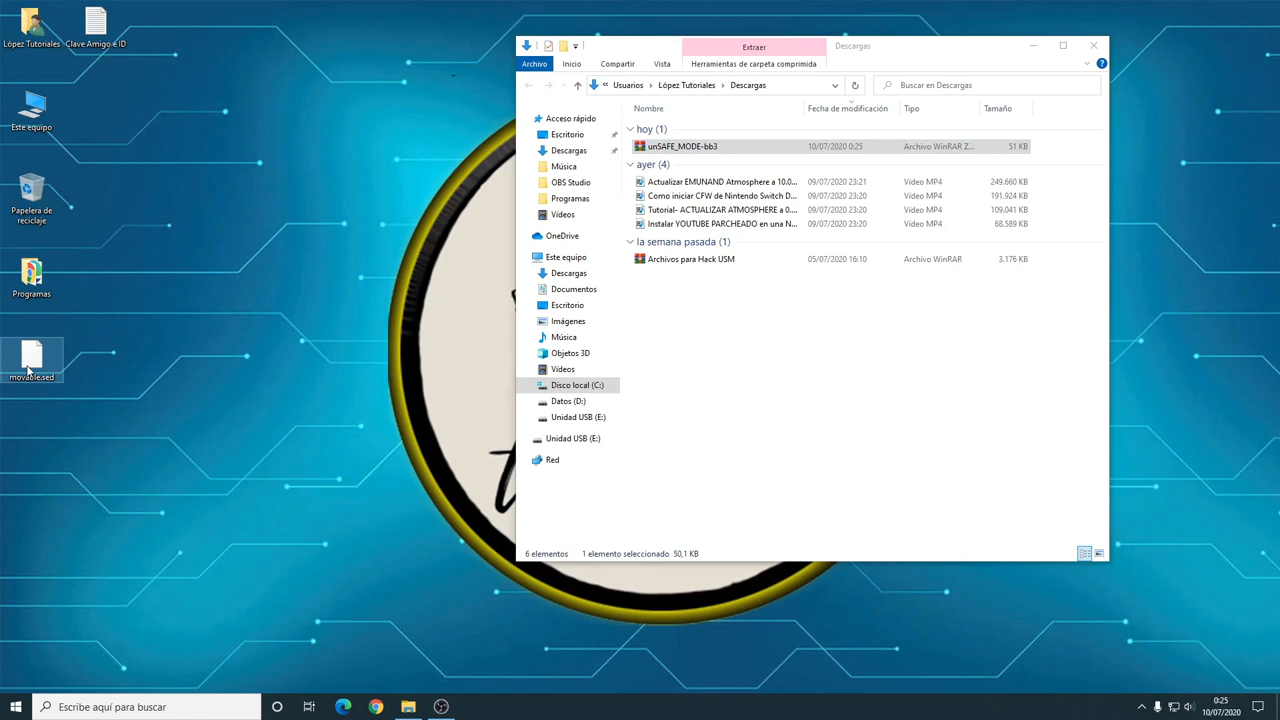 López Tutoriales
Clave Amigo e ID
Este equipo
Papelera de
Programas
movable.sed
Extraer
Descargas
Archivo
Inicio
Compartir
Vista
Herramientas de carpeta comprimida
« Usuarios > López Tutoriales > Descargas
Buscar en Descargas
Nombre
Fecha de modificación
Tipo
Tamaño
Acceso rápido
Escritorio
Descargas
Música
OBS Studio
Programas
Vídeos
OneDrive
Este equipo
Descargas
Documentos
Escritorio
Imágenes
Música
Objetos 3D
Vídeos
Disco local (C:)
Datos (D:)
Unidad USB (E:)
Unidad USB (E:)
Red
hoy (1)
unSAFE_MODE-bb3 10/07/2020 0:25 Archivo WinRAR Z... 51 KB
ayer (4)
Actualizar EMUNAND Atmosphere a 10.0... 09/07/2020 23:21 Vídeo MP4 249.660 KB
Como iniciar CFW de Nintendo Switch D... 09/07/2020 23:20 Vídeo MP4 191.924 KB
Tutorial- ACTUALIZAR ATMOSPHERE a 0.... 09/07/2020 23:20 Vídeo MP4 109.041 KB
Instalar YOUTUBE PARCHEADO en una N... 09/07/2020 23:20 Vídeo MP4 68.589 KB
la semana pasada (1)
Archivos para Hack USM 05/07/2020 16:10 Archivo WinRAR 3.176 KB
6 elementos
1 elemento seleccionado 50,1 KB
Escribe aquí para buscar
0:25
10/07/2020